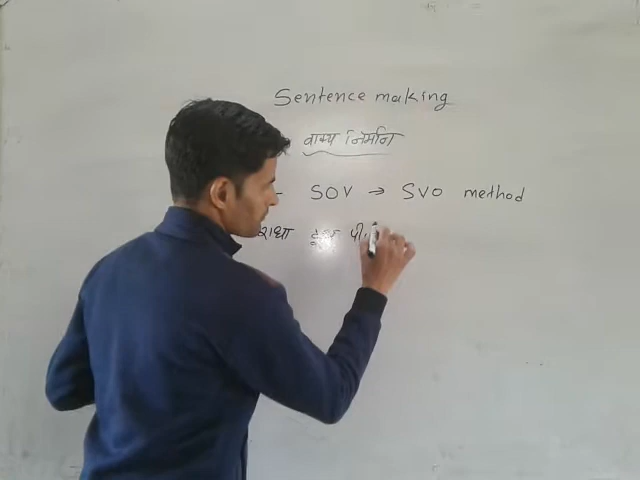 Sentence making
वाक्य निर्मान
- SOV → SVO method
राधा दूध पी